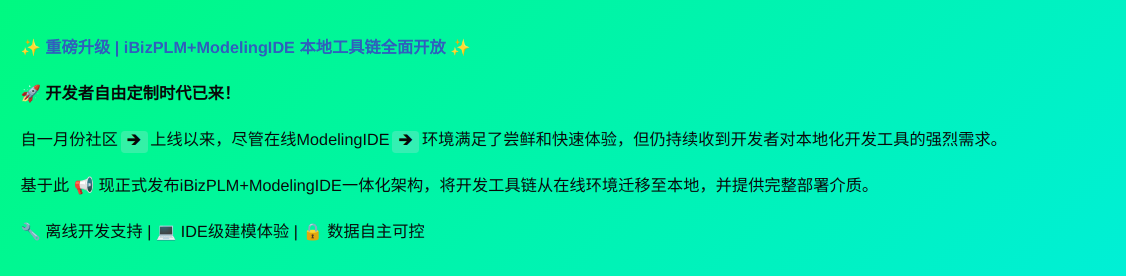 ✨ 重磅升级 | iBizPLM+ModelingIDE 本地工具链全面开放 ✨
🚀 开发者自由定制时代已来！
自一月份社区 ➔ 上线以来，尽管在线ModelingIDE ➔ 环境满足了尝鲜和快速体验，但仍持续收到开发者对本地化开发工具的强烈需求。
基于此 📢 现正式发布iBizPLM+ModelingIDE一体化架构，将开发工具链从在线环境迁移至本地，并提供完整部署介质。
🔧 离线开发支持 | 💻 IDE级建模体验 | 🔒 数据自主可控